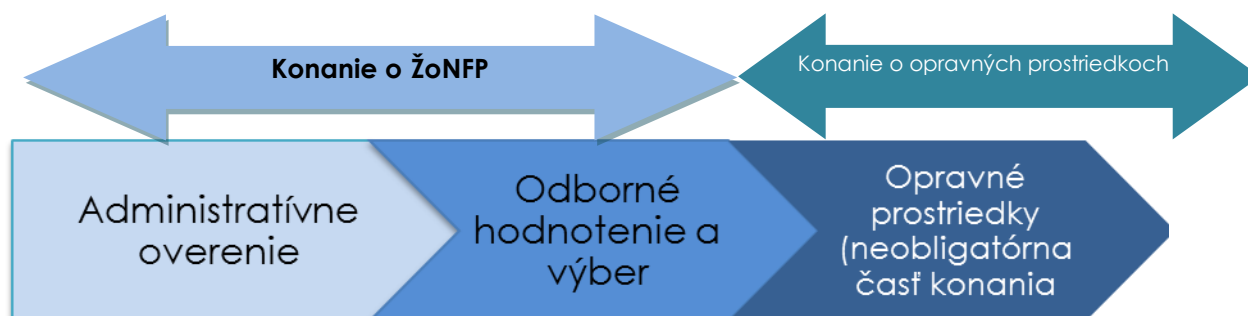 Konanie o ŽoNFP
Konanie o opravných prostriedkoch
Administratívne
overenie
Odborné
hodnotenie a
výber
Opravné
prostriedky
(neobligatórna
časť konania